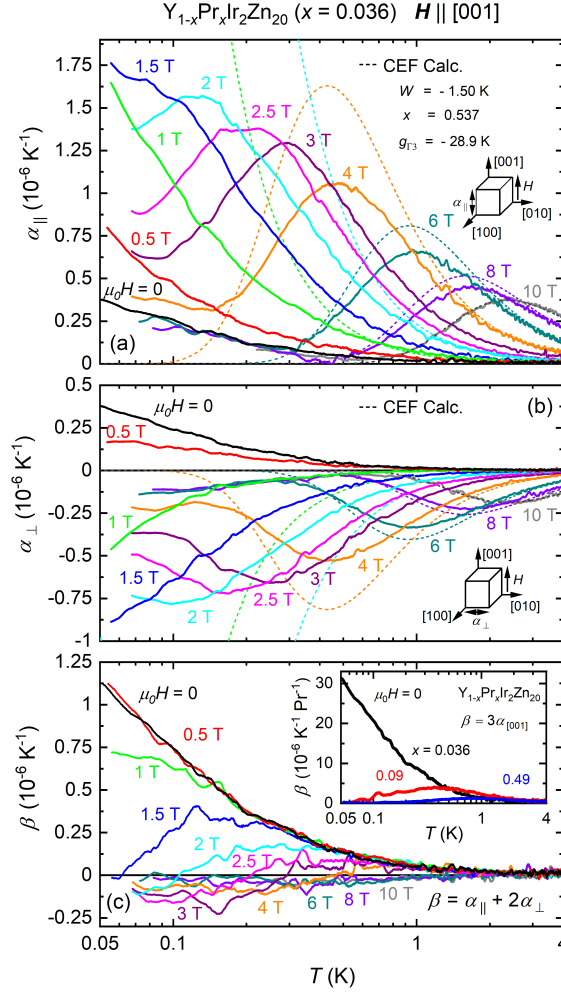 Y1-xPrxIr2Zn20 (x = 0.036) H || [001]
1.75
1.5
1.25
1
0.75
0.5
0.25
0
α|| (10-6 K-1)
1.5 T
2 T
2.5 T
1 T
3 T
4 T
0.5 T
6 T
8 T
10 T
μ0H = 0
--- CEF Calc.
W = - 1.50 K
x = 0.537
gΓ3 = - 28.9 K
[001]
α||
H
[010]
[100]
(a)
0.5
0.25
0
-0.25
-0.5
-0.75
-1
α⊥ (10-6 K-1)
μ0H = 0
--- CEF Calc.
(b)
0.5 T
1 T
1.5 T
2 T
2.5 T
3 T
4 T
6 T
8 T
10 T
[001]
H
[100]
[010]
α⊥
1.25
1
0.75
0.5
0.25
0
-0.25
β (10-6 K-1)
μ0H = 0
0.5 T
1 T
1.5 T
2 T
2.5 T
3 T
4 T
6 T
8 T
10 T
(c)
β = α|| + 2α⊥
30
20
10
0
β (10-6 K-1 Pr-1)
μ0H = 0
Y1-xPrxIr2Zn20
β = 3α[001]
x = 0.036
0.09
0.49
0.05
0.1
1
4
T (K)
0.05
0.1
1
4
T (K)